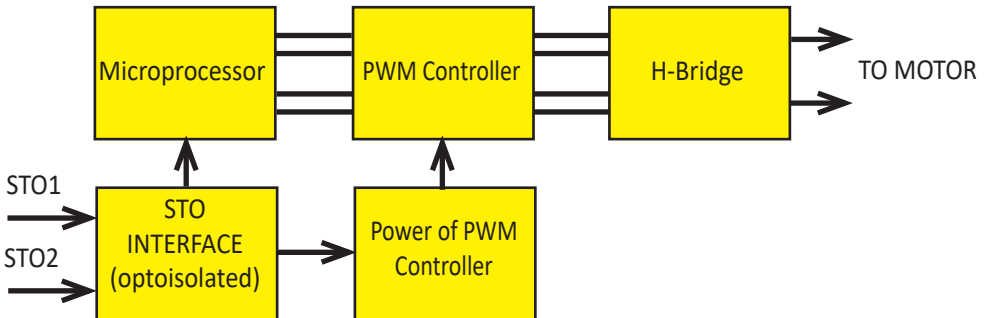 Microprocessor
PWM Controller
H-Bridge
TO MOTOR
STO1
STO2
STO
INTERFACE
(optoisolated)
Power of PWM
Controller